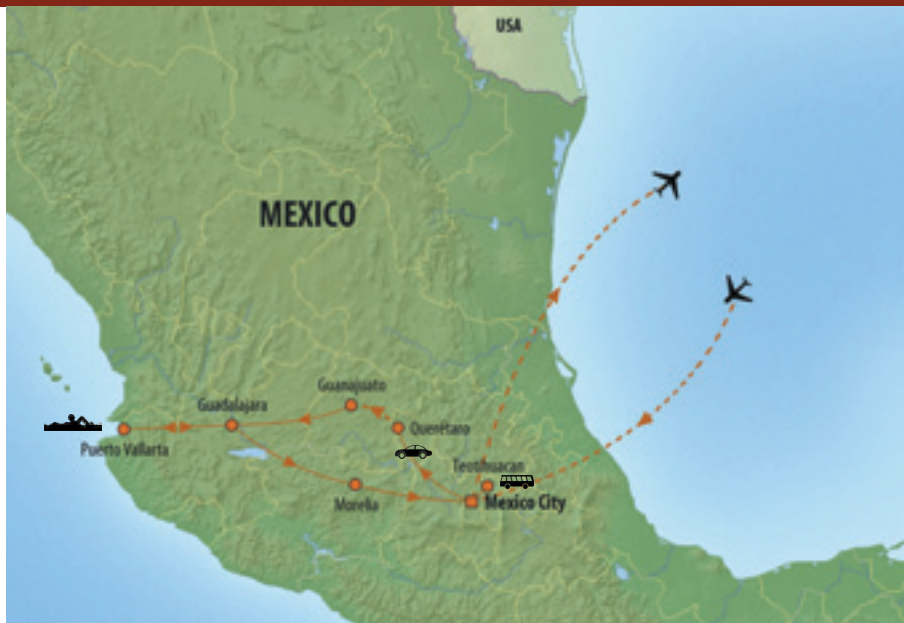 USA
MEXICO
Guanajuato
Guadalajara
Querétaro
Puerto Vallarta
Teotihuacan
Morelia
Mexico City